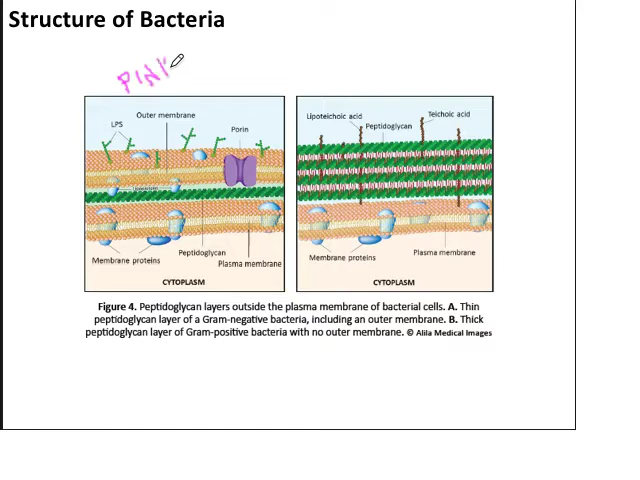 Structure of Bacteria
PIN
LPS
Outer membrane
Porin
Membrane proteins
Peptidoglycan
Plasma membrane
CYTOPLASM
Lipoteichoic acid
Peptidoglycan
Teichoic acid
Membrane proteins
Plasma membrane
CYTOPLASM
Figure 4. Peptidoglycan layers outside the plasma membrane of bacterial cells. A. Thin
peptidoglycan layer of a Gram-negative bacteria, including an outer membrane. B. Thick
peptidoglycan layer of Gram-positive bacteria with no outer membrane. © Alila Medical Images